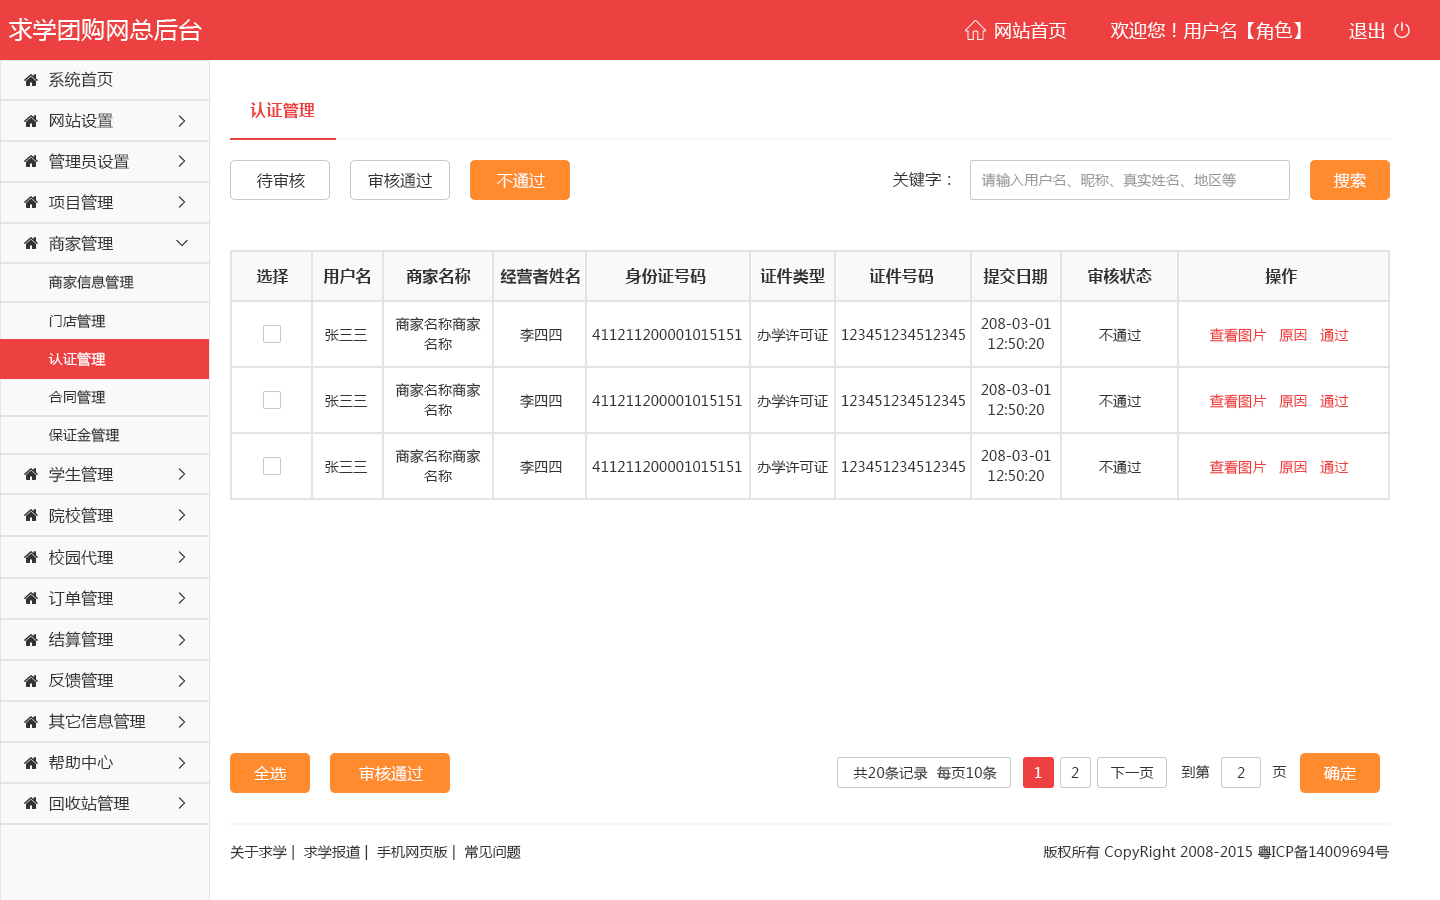 求学团购网总后台
网站首页 欢迎您！用户名【角色】 退出
系统首页
网站设置
管理员设置
项目管理
商家管理
商家信息管理
门店管理
认证管理
合同管理
保证金管理
学生管理
院校管理
校园代理
订单管理
结算管理
反馈管理
其它信息管理
帮助中心
回收站管理
认证管理
待审核 审核通过 不通过 关键字： 请输入用户名、昵称、真实姓名、地区等 搜索
选择 用户名 商家名称 经营者姓名 身份证号码 证件类型 证件号码 提交日期 审核状态 操作
张三三 商家名称商家名称 李四四 411211200001015151 办学许可证 123451234512345 208-03-01 12:50:20 不通过 查看图片 原因 通过
张三三 商家名称商家名称 李四四 411211200001015151 办学许可证 123451234512345 208-03-01 12:50:20 不通过 查看图片 原因 通过
张三三 商家名称商家名称 李四四 411211200001015151 办学许可证 123451234512345 208-03-01 12:50:20 不通过 查看图片 原因 通过
全选 审核通过 共20条记录 每页10条 1 2 下一页 到第 2 页 确定
关于求学 | 求学报道 | 手机网页版 | 常见问题 版权所有 CopyRight 2008-2015 粤ICP备14009694号